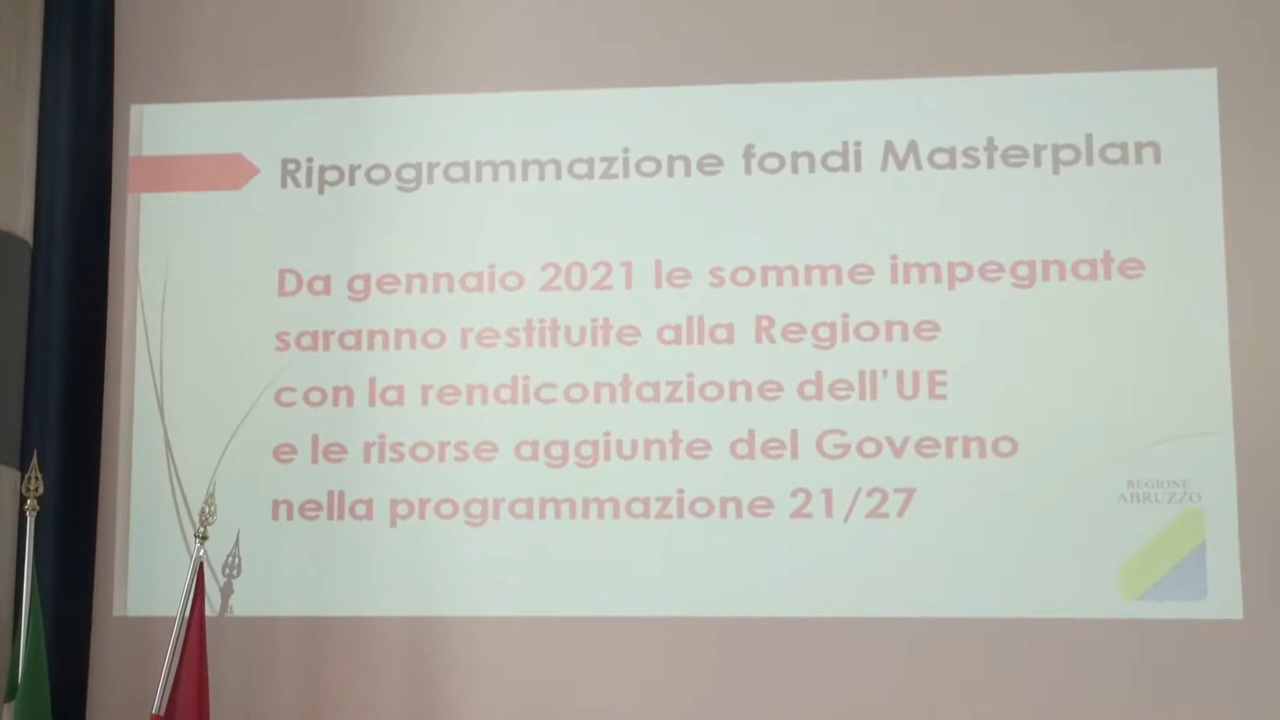 Riprogrammazione fondi Masterplan
Da gennaio 2021 le somme impegnate
saranno restituite alla Regione
con la rendicontazione dell'UE
e le risorse aggiunte del Governo
nella programmazione 21/27
REGIONE
ABRUZZO